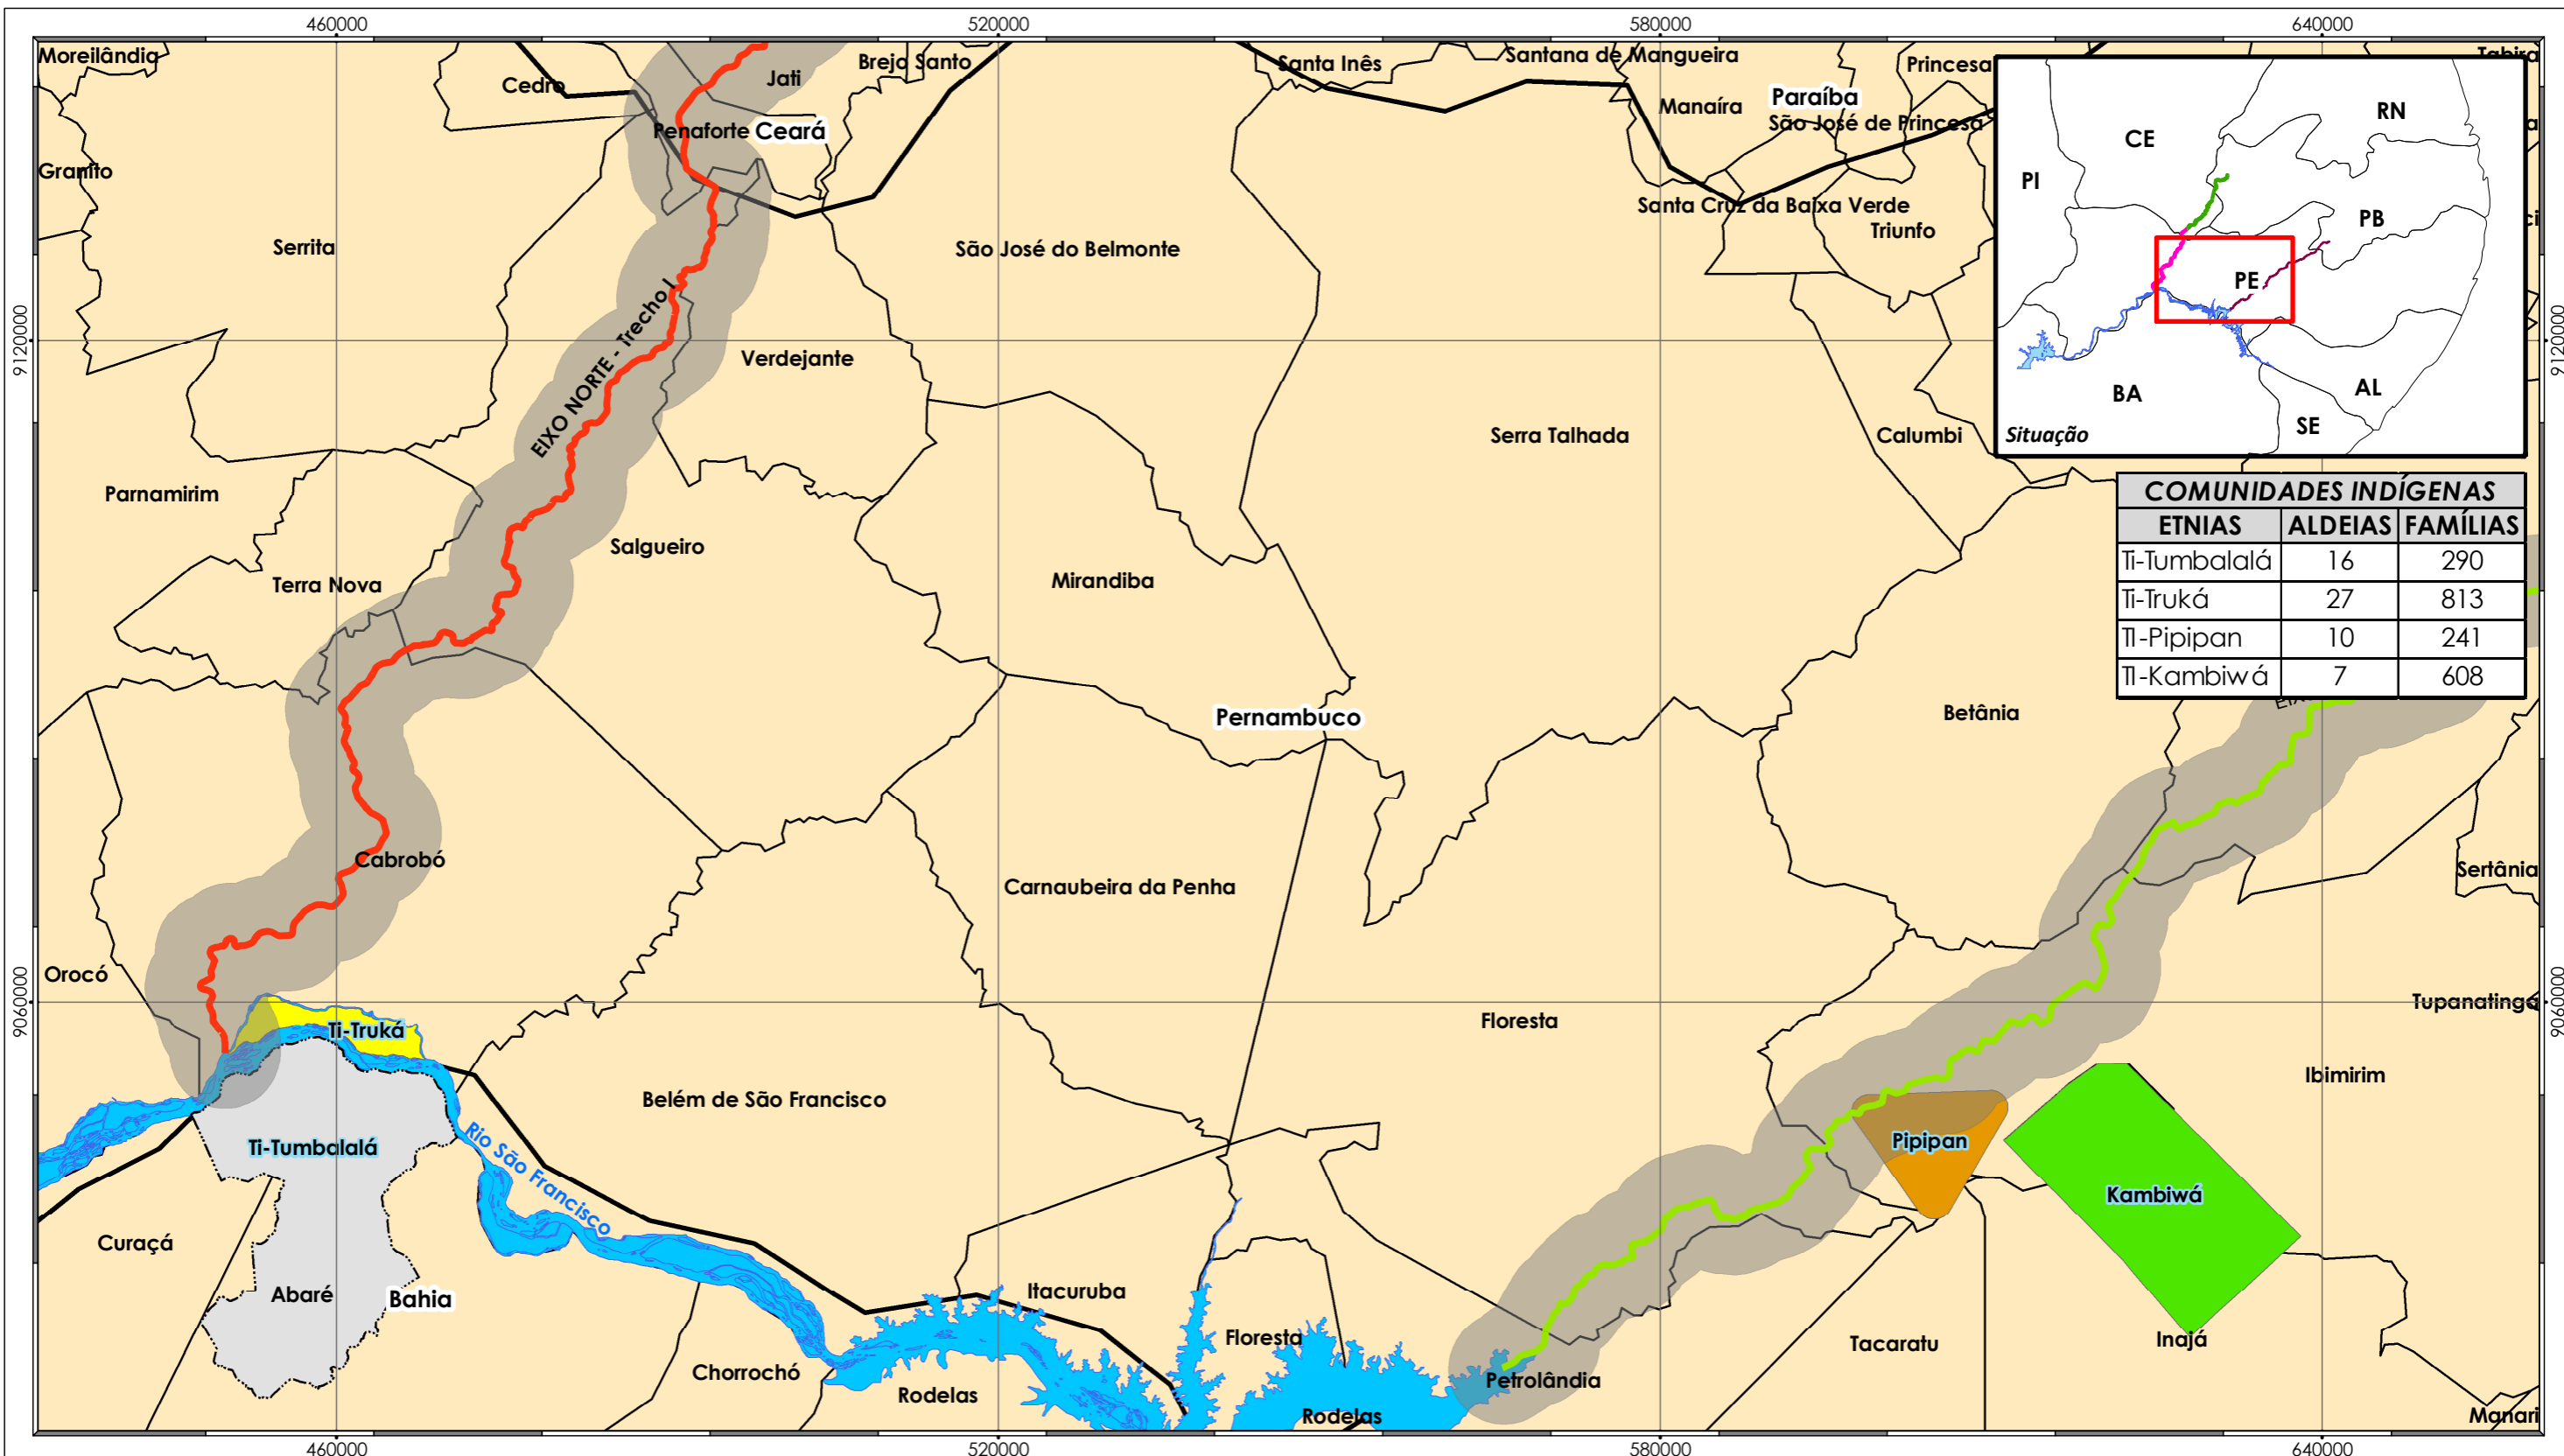 460000
520000
580000
640000
Moreilândia
Cedro
Jati
Brejo Santo
Santa Inês
Santana de Mangueira
Princesa
Tabira
Manaíra
Paraíba
São José de Princesa
Penaforte
Ceará
Granito
Santa Cruz da Baixa Verde
Triunfo
Serrita
São José do Belmonte
CE
RN
PI
PB
PE
BA
AL
SE
Situação
9120000
9120000
EIXO NORTE - Trecho I
Verdejante
Serra Talhada
Calumbi
Parnamirim
Salgueiro
Terra Nova
Mirandiba
COMUNIDADES INDÍGENAS
ETNIAS ALDEIAS FAMÍLIAS
Ti-Tumbalalá 16 290
Ti-Truká 27 813
TI-Pipipan 10 241
TI-Kambiwá 7 608
Pernambuco
Betânia
Cabrobó
Carnaubeira da Penha
Sertânia
Orocó
9060000
9060000
Tupanatinga
Ti-Truká
Floresta
Ibimirim
Belém de São Francisco
Ti-Tumbalalá
Rio São Francisco
Pipipan
Kambiwá
Curaçá
Abaré
Bahia
Itacuruba
Floresta
Tacaratu
Inajá
Chorrochó
Rodelas
Petrolândia
Rodelas
Manari
460000
520000
580000
640000